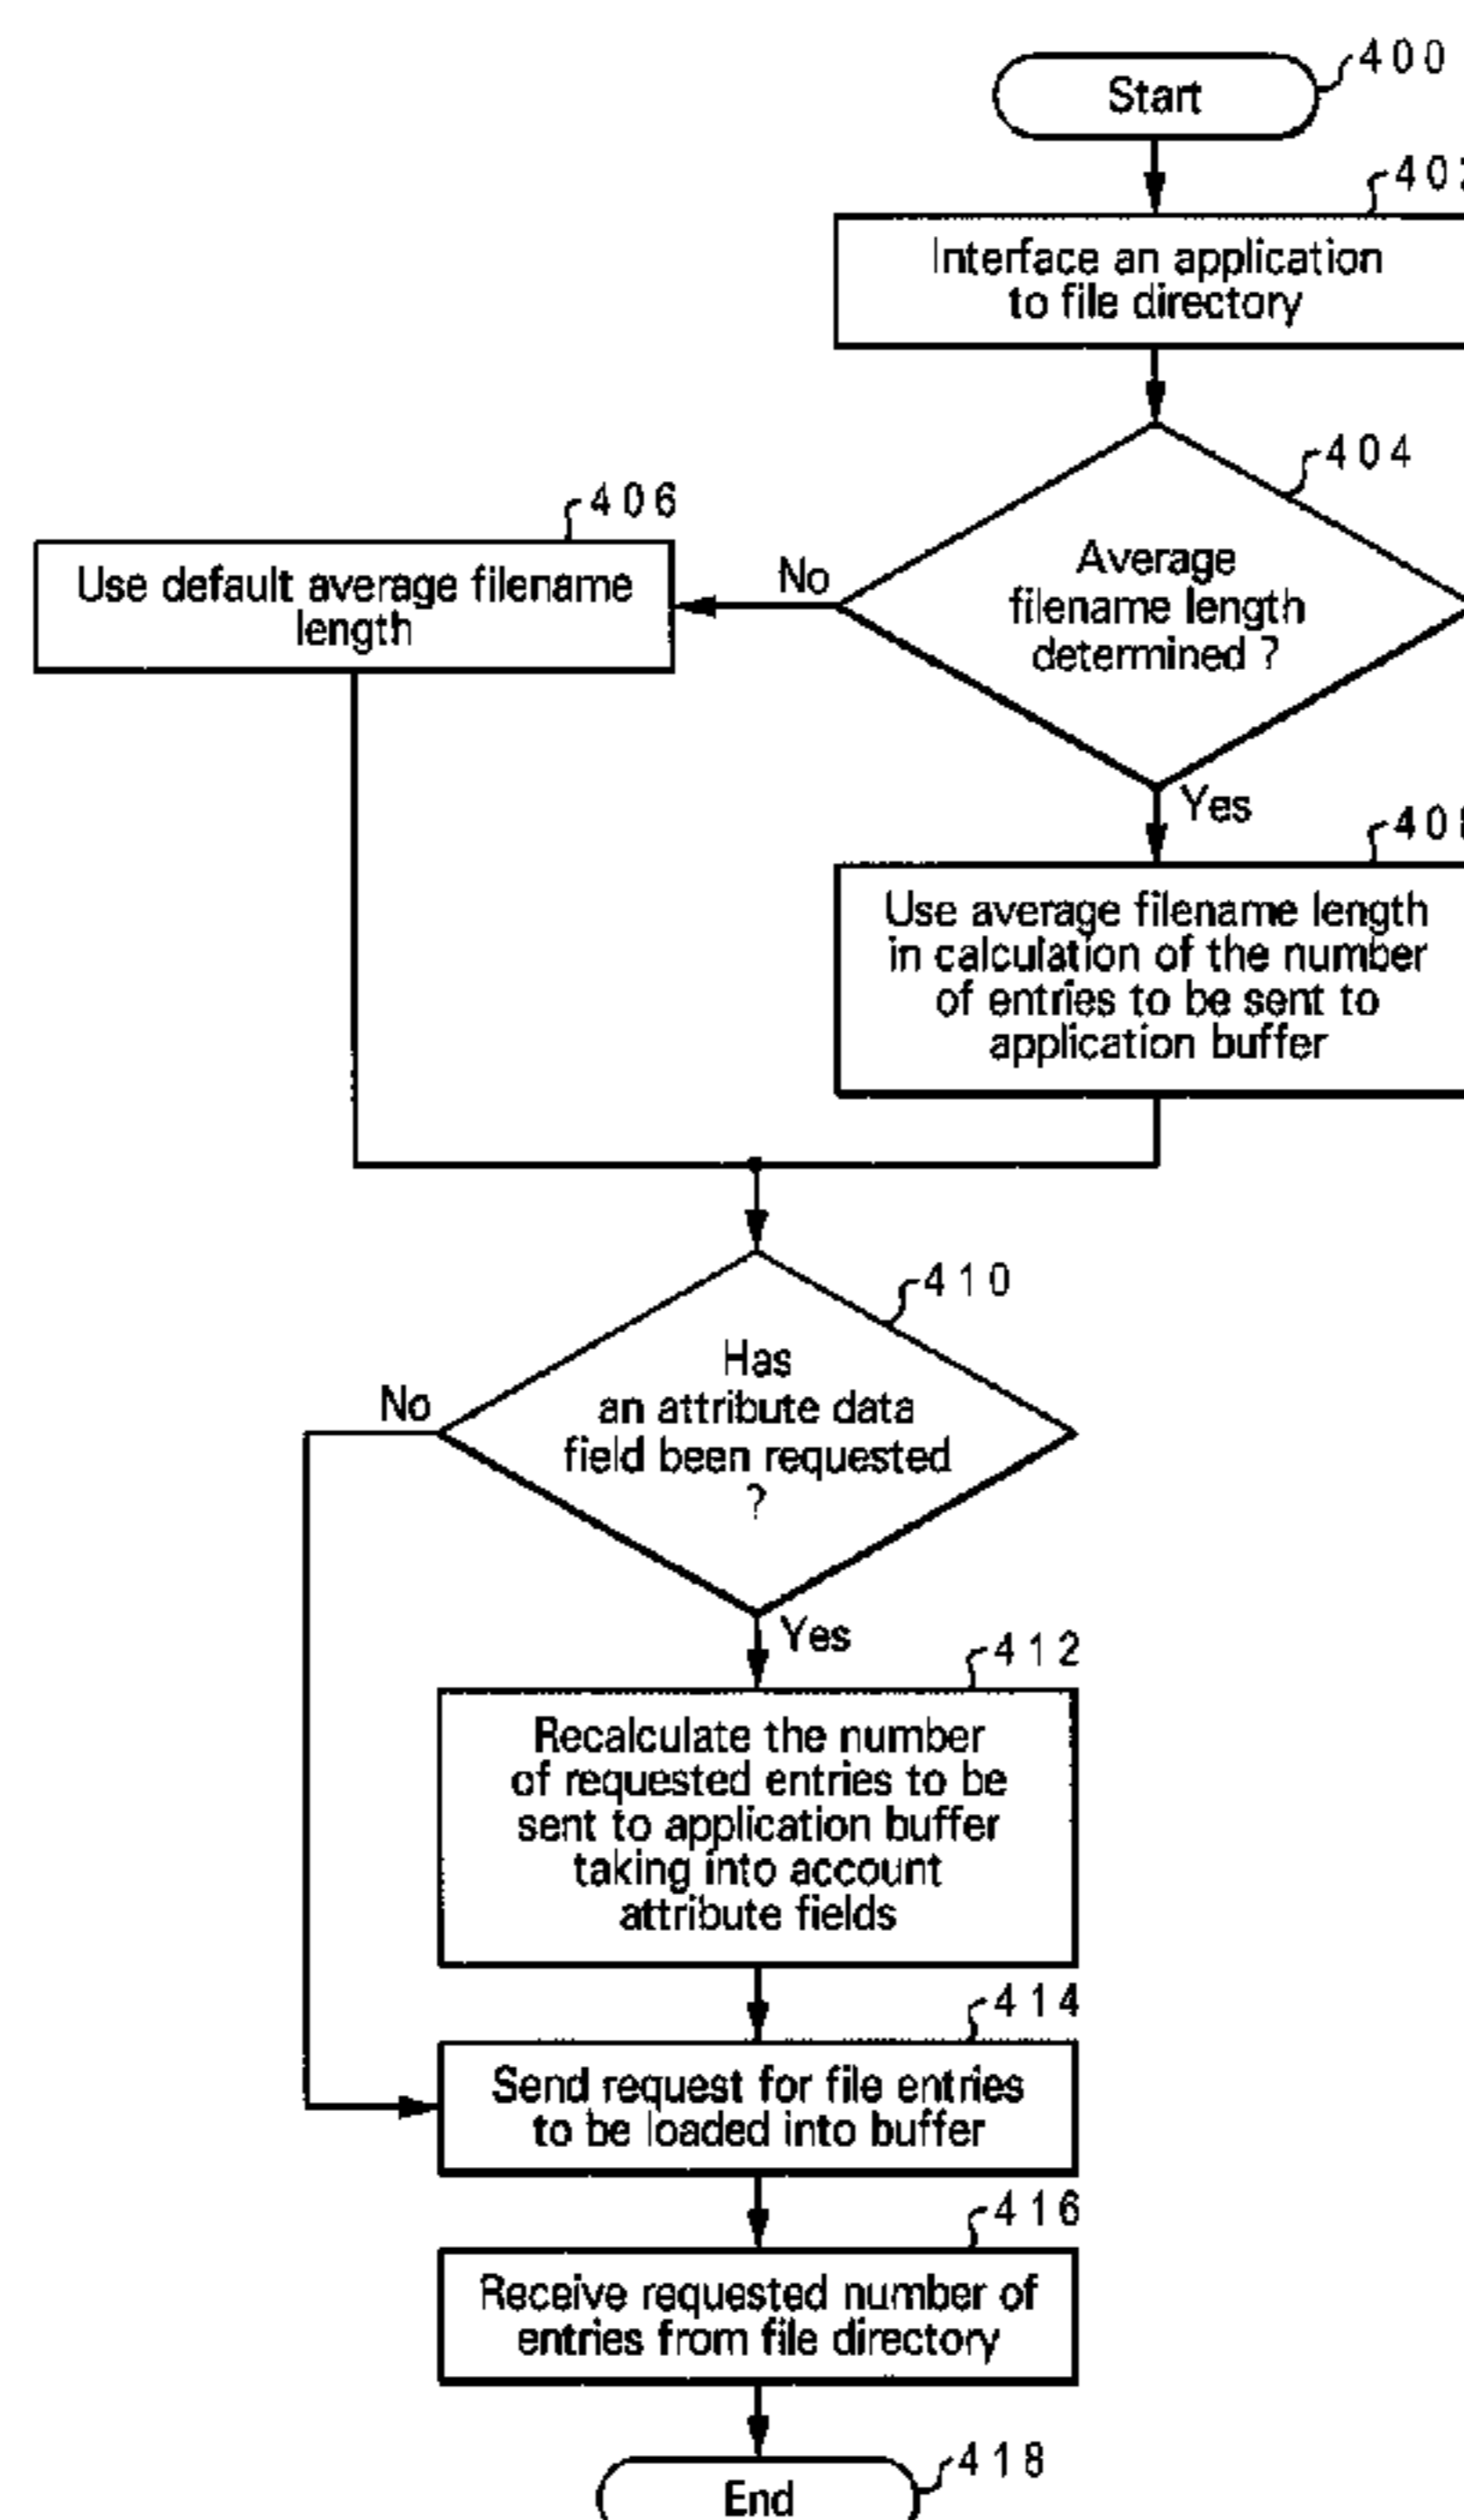 400
Start
Interface an application
to file directory
404
Average
filename length
determined ?
No
406
Use default average filename
length
Yes
Use average filename length
in calculation of the number
of entries to be sent to
application buffer
410
Has
an attribute data
field been requested
?
No
Yes
412
Recalculate the number
of requested entries to be
sent to application buffer
taking into account
attribute fields
414
Send request for file entries
to be loaded into buffer
416
Receive requested number of
entries from file directory
418
End